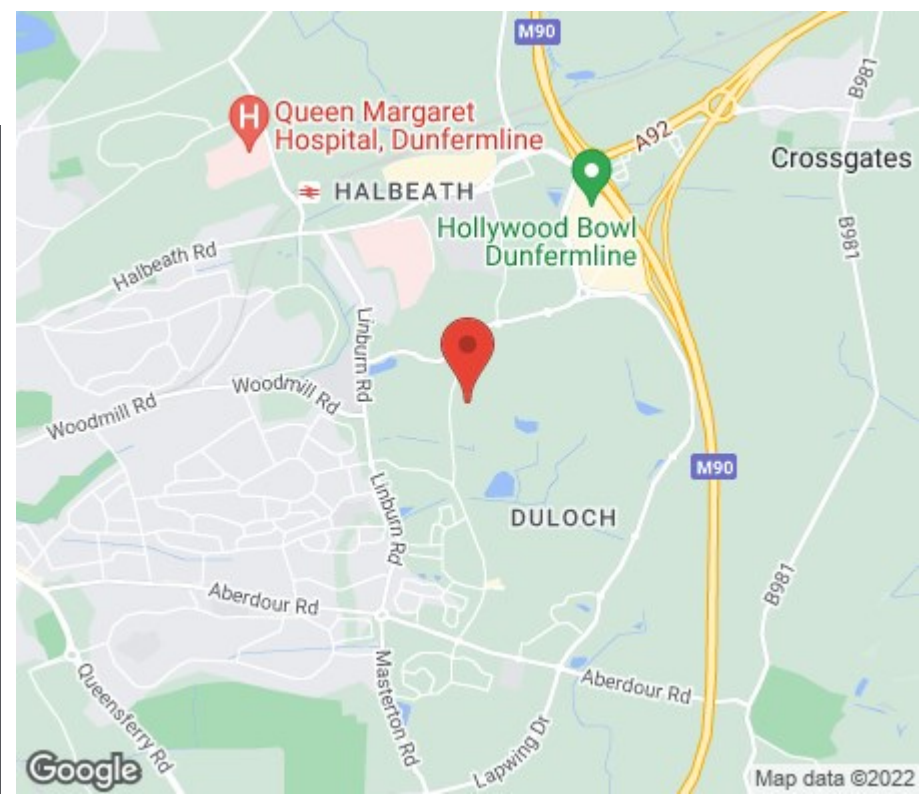 M90
B981
A92
Queen Margaret
Hospital, Dunfermline
Crossgates
HALBEATH
Hollywood Bowl
Dunfermline
B981
Halbeath Rd
Linburn Rd
Woodmill Rd
Woodmill Rd
M90
Linburn Rd
DULOCH
B981
Aberdour Rd
Masterton Rd
Aberdour Rd
Queensferry Rd
Lapwing Dr
Google
Map data ©2022